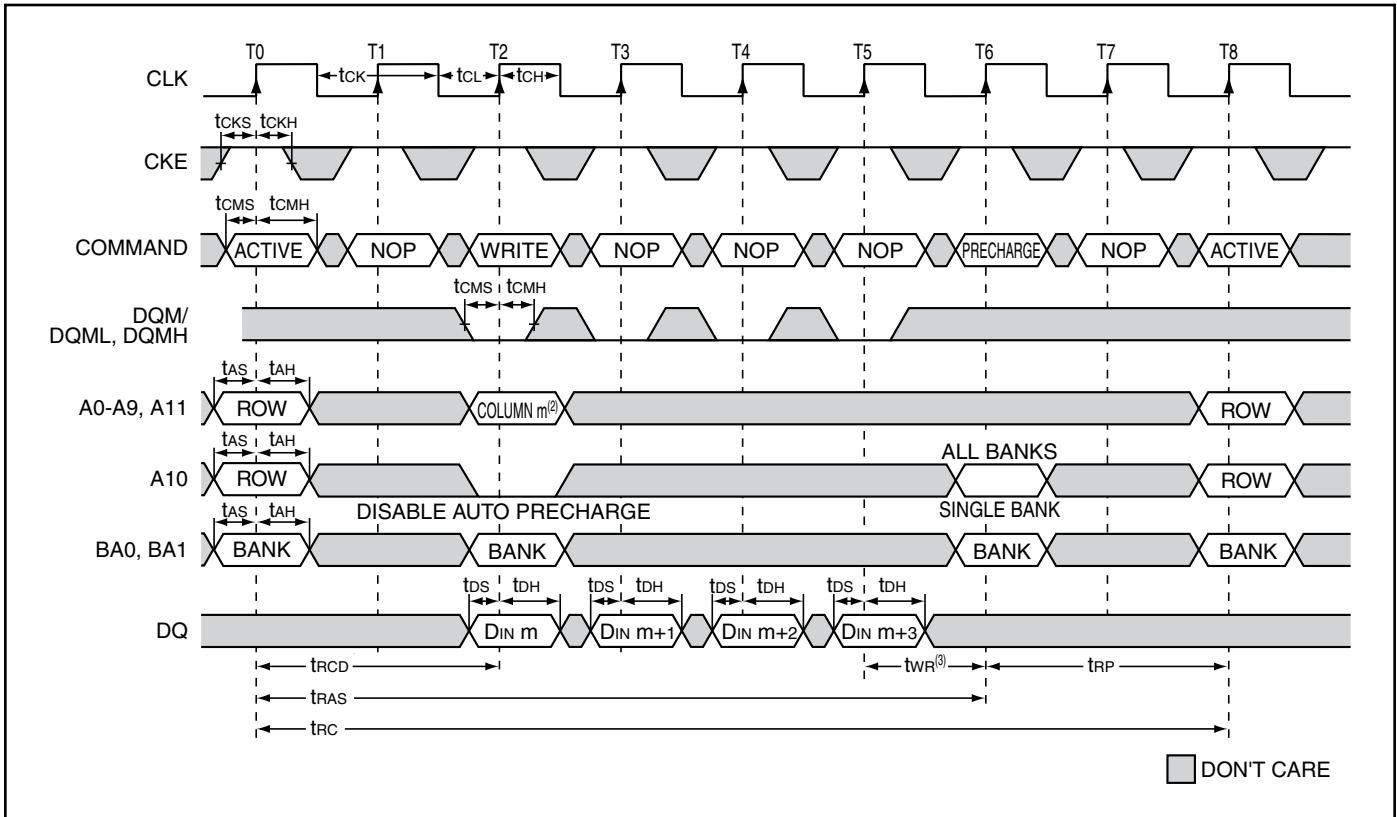 T0 T1 T2 T3 T4 T5 T6 T7 T8
CLK tCK tCL tCH
tCKS tCKH
CKE
tCMS tCMH
COMMAND ACTIVE NOP WRITE NOP NOP NOP PRECHARGE NOP ACTIVE
tCMS tCMH
DQM/
DQML, DQMH
tAS tAH
A0-A9, A11 ROW COLUMN m(2) ROW
tAS tAH ALL BANKS
A10 ROW ROW
tAS tAH DISABLE AUTO PRECHARGE SINGLE BANK
BA0, BA1 BANK BANK BANK BANK
tDS tDH tDS tDH tDS tDH tDS tDH
DQ DIN m DIN m+1 DIN m+2 DIN m+3
tRCD tWR(3) tRP
tRAS
tRC
DON'T CARE